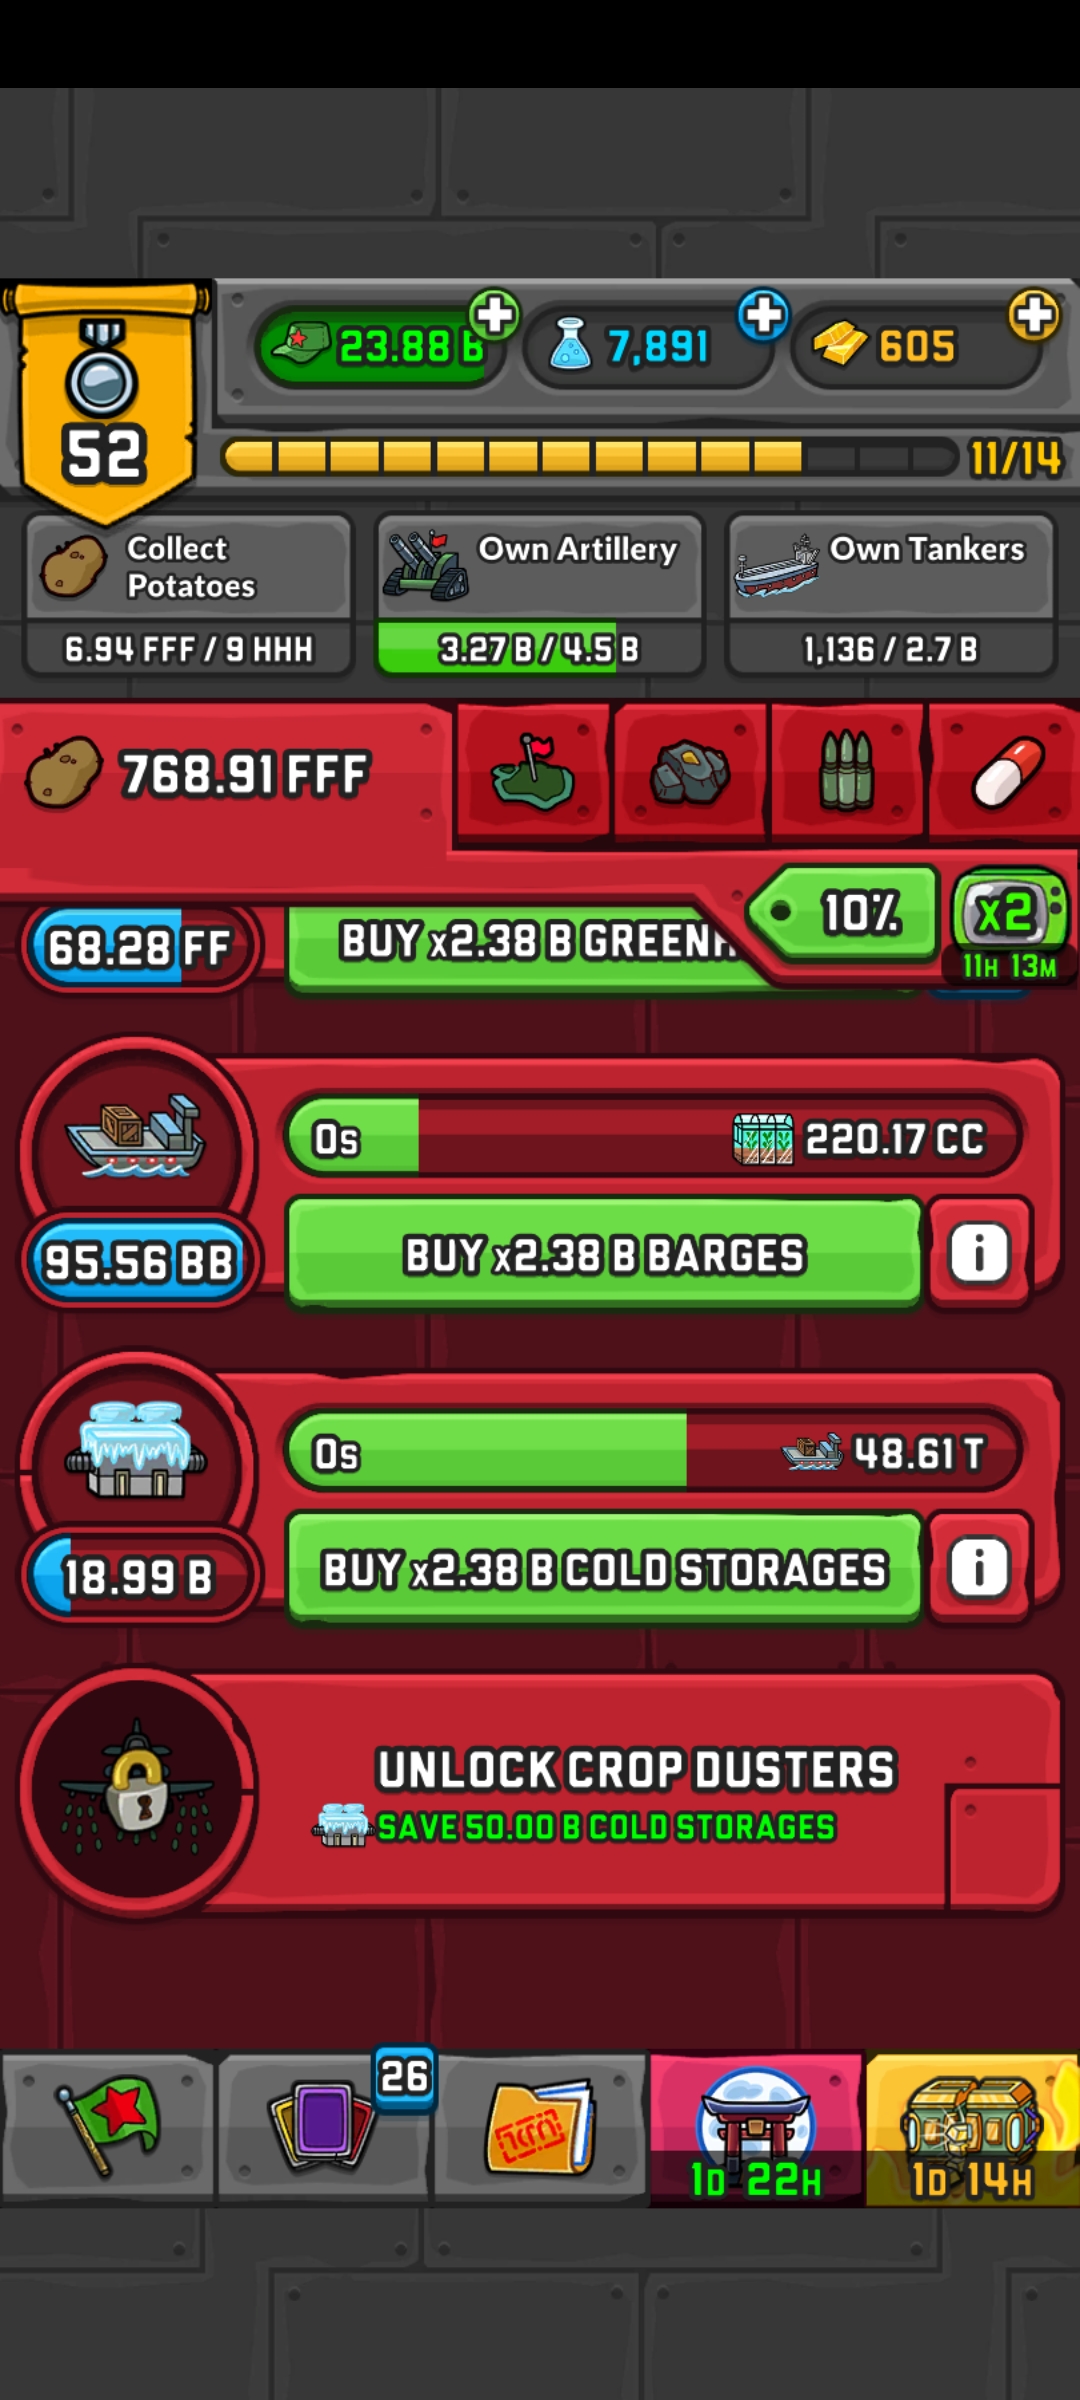 23.88 B
7,891
605
52
11/14
Collect
Potatoes
Own Artillery
Own Tankers
6.94 FFF / 9 HHH
3.27 B / 4.5 B
1,136 / 2.7 B
768.91 FFF
10%
x2
11H 13M
68.28 FF
BUY x2.38 B GREENH
0s
220.17 CC
95.56 BB
BUY x2.38 B BARGES
i
0s
48.61 T
18.99 B
BUY x2.38 B COLD STORAGES
i
UNLOCK CROP DUSTERS
SAVE 50.00 B COLD STORAGES
26
1D 22H
1D 14H